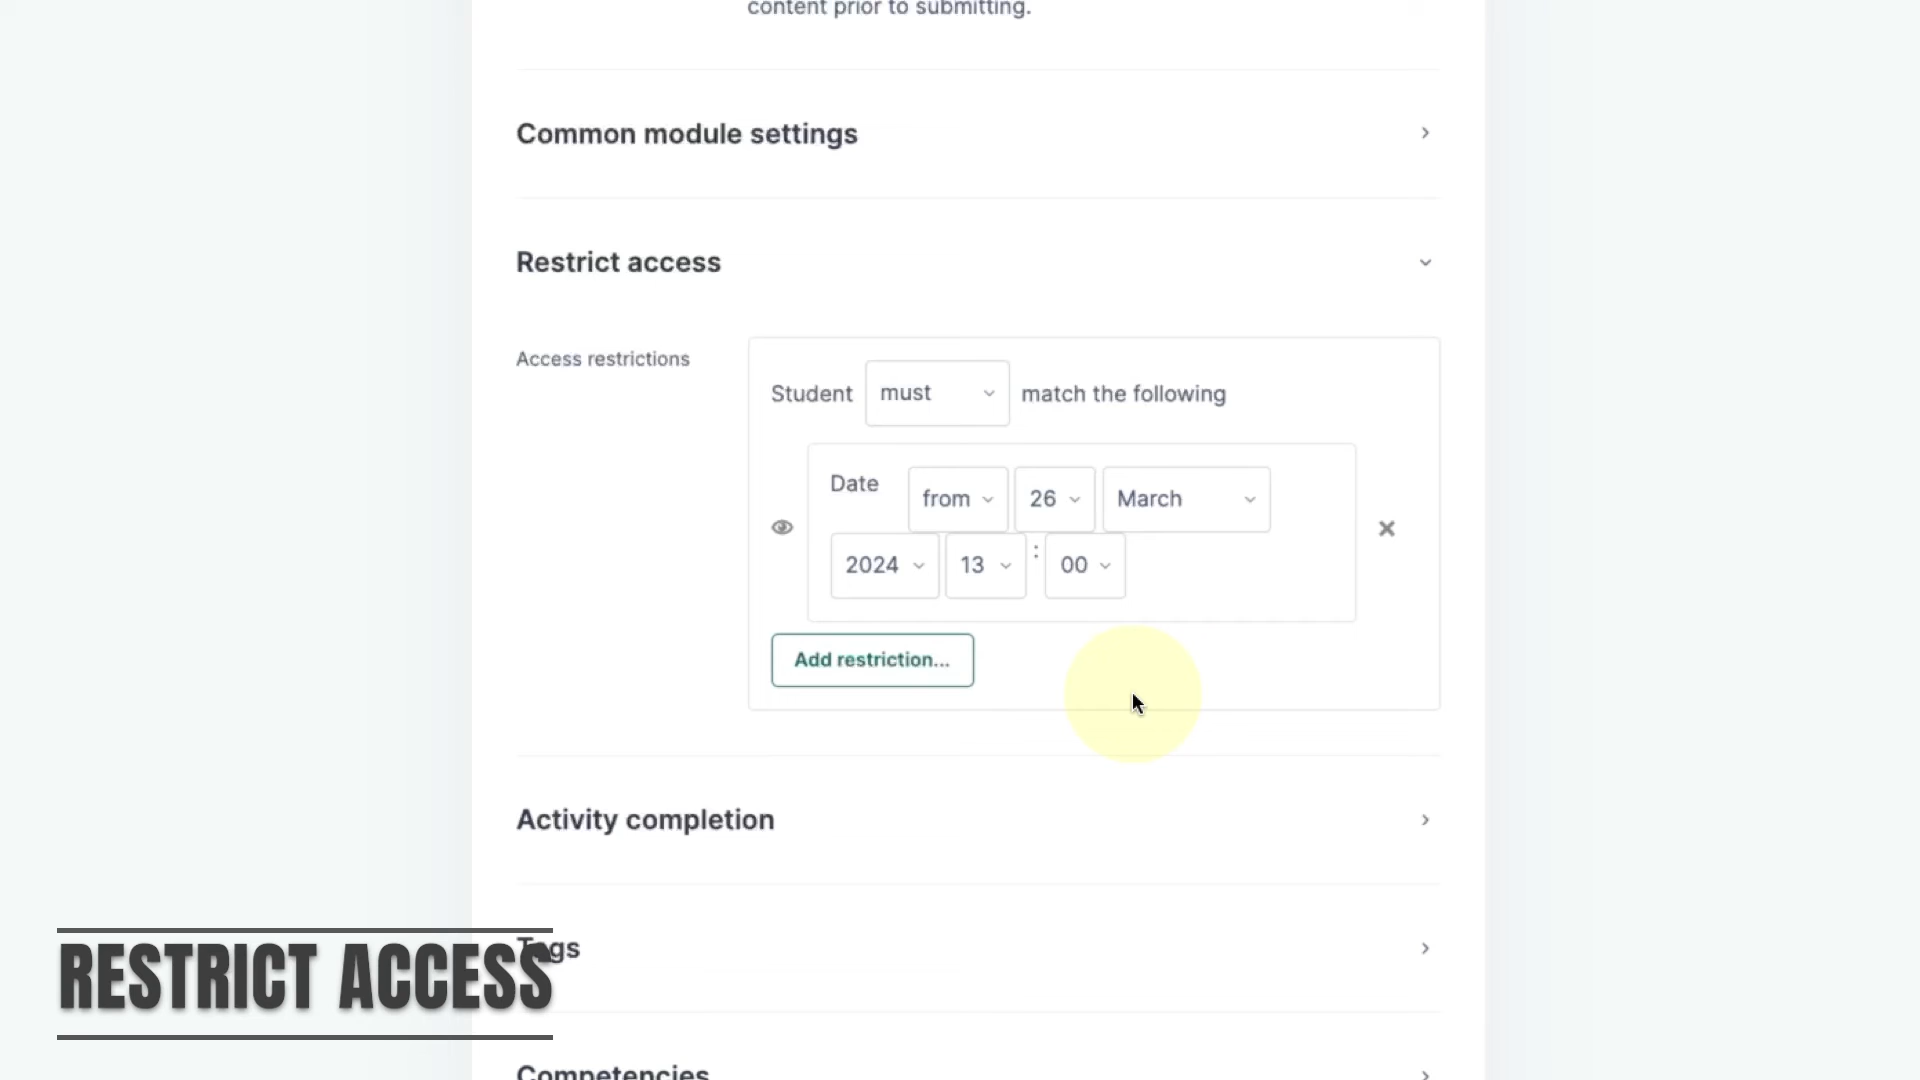 content prior to submitting.
Common module settings
Restrict access
Access restrictions
Student must match the following
Date from 26 March
2024 13 : 00
Add restriction...
Activity completion
Tags
RESTRICT ACCESS
Competencies